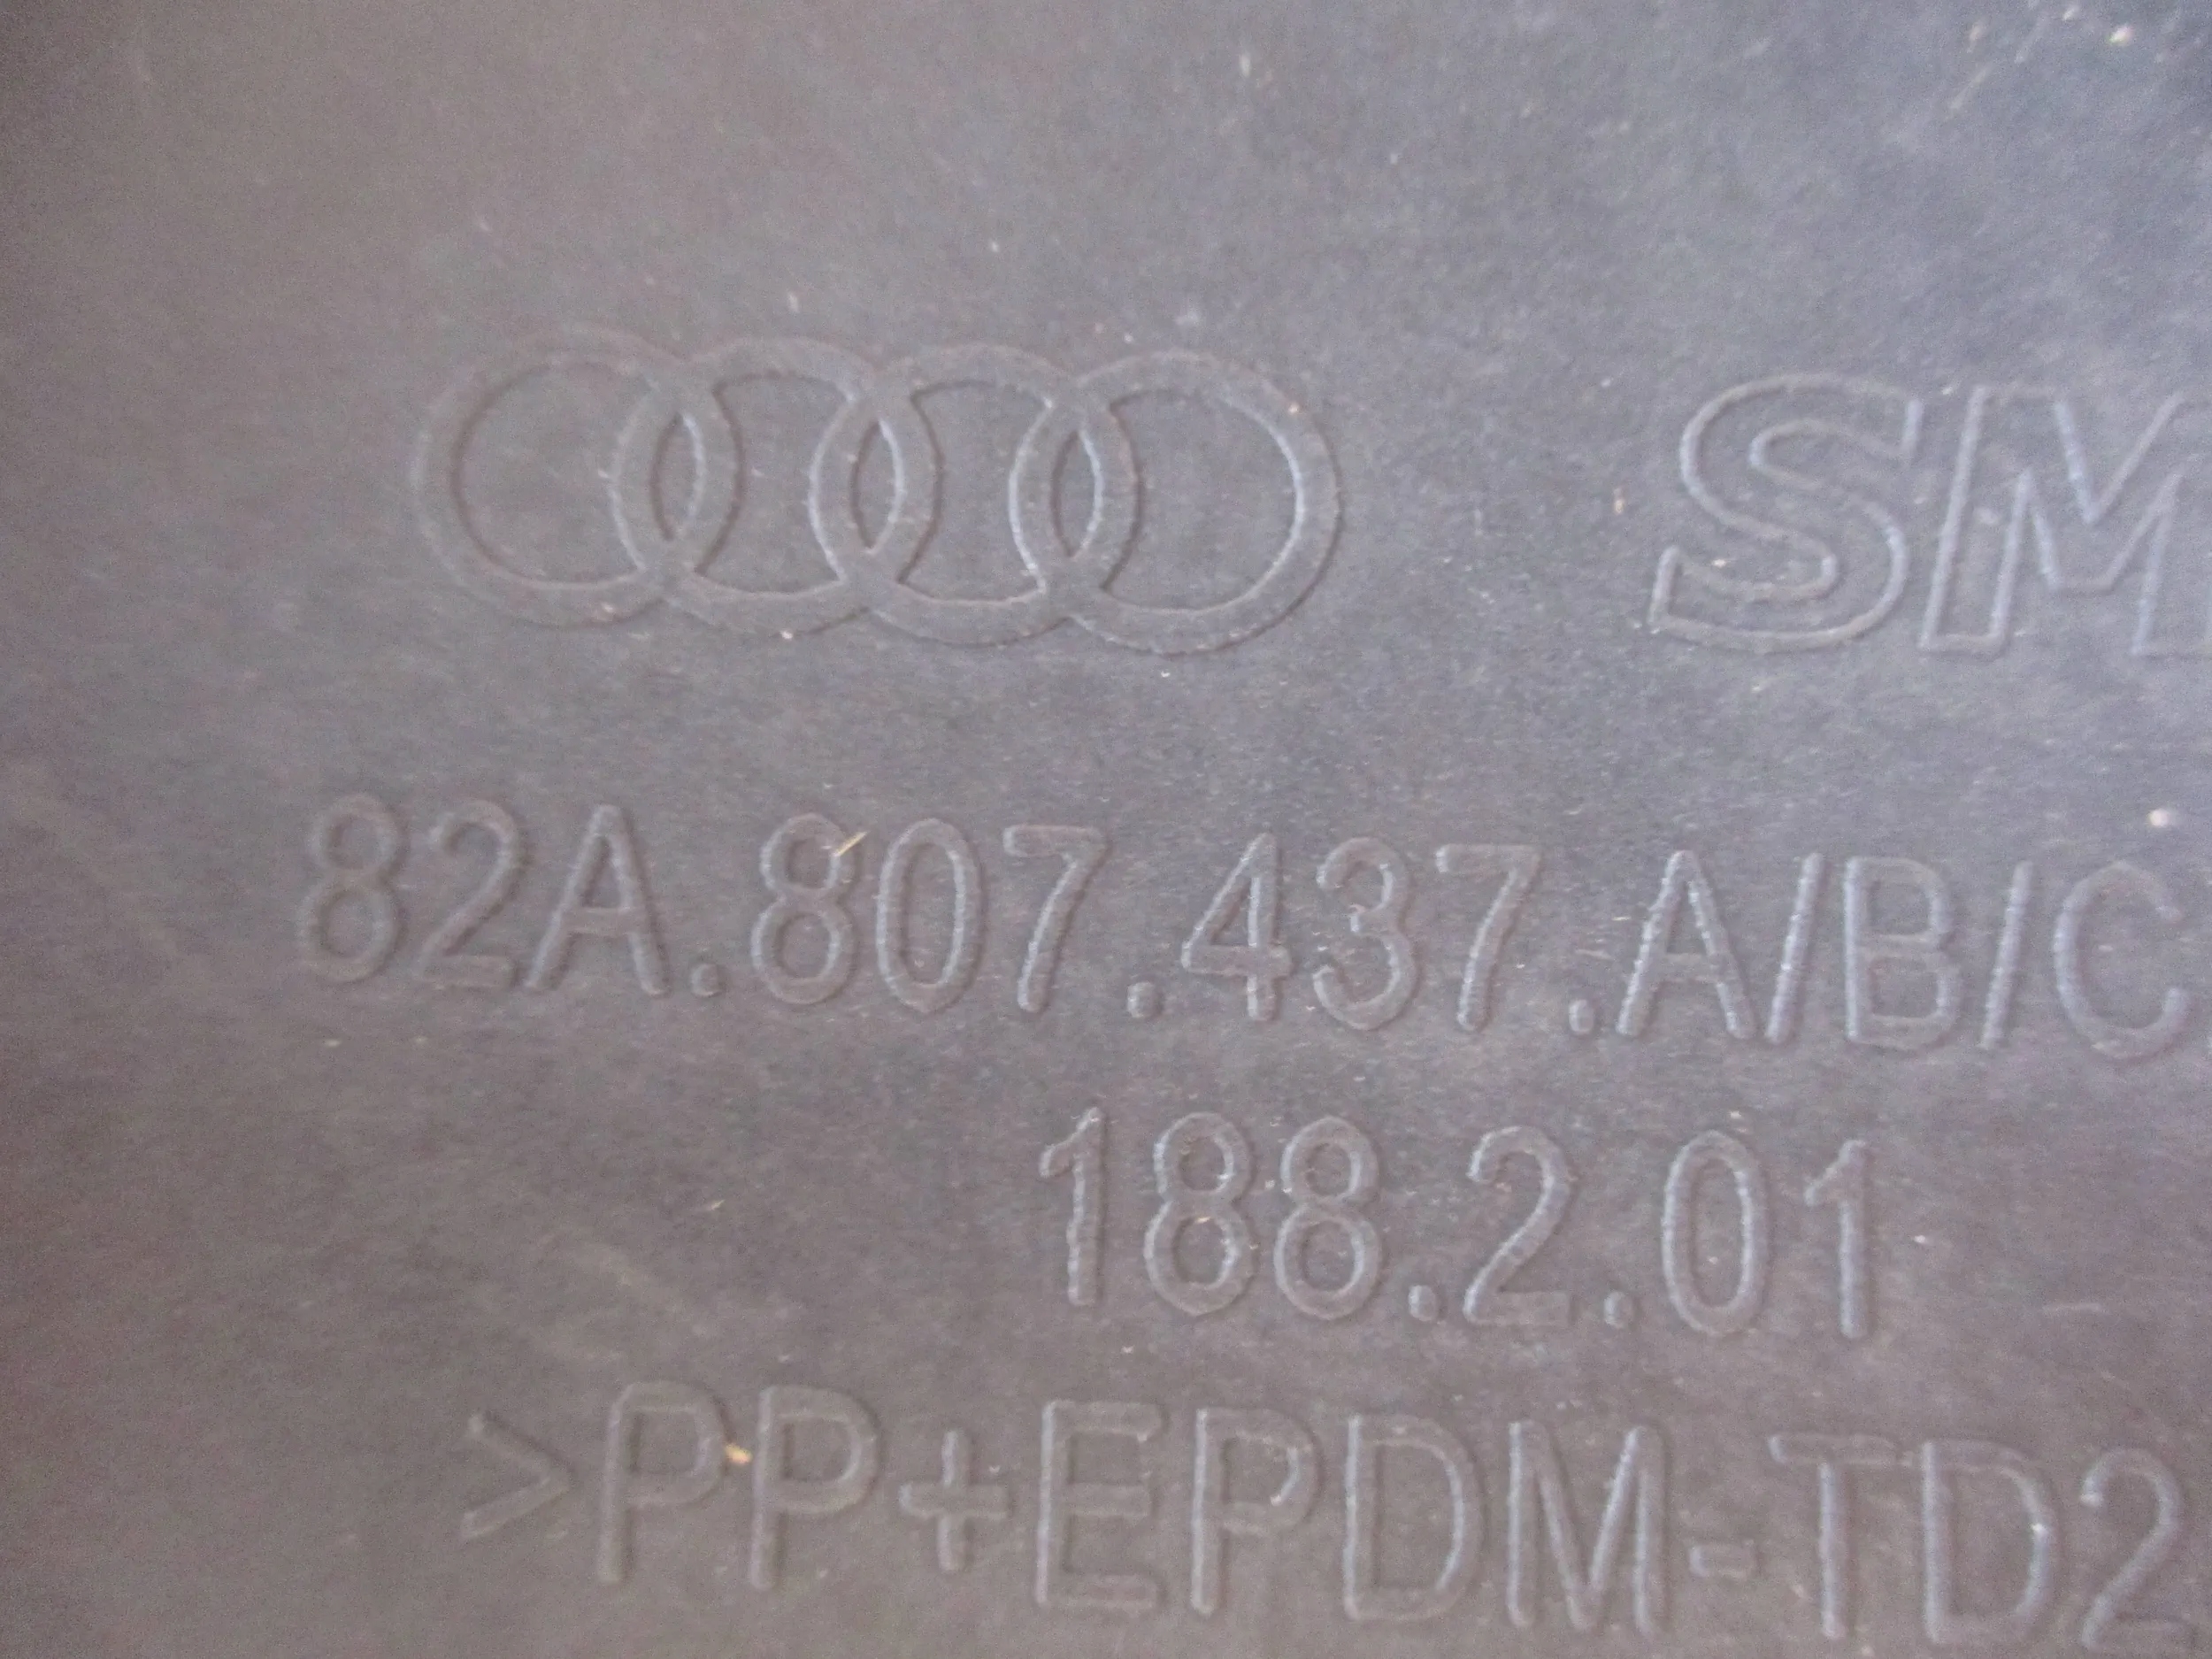 SM
82A.807.437.A/B/C
188.2.01
>PP+EPDM-TD2